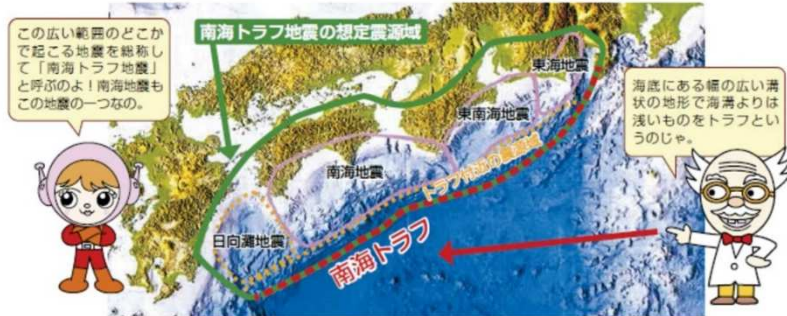 この広い範囲のどこか
で起こる地震を総称し
て「南海トラフ地震」
と呼ぶのよ！南海地震も
この地震の一つなの。
南海トラフ地震の想定震源域
東海地震
東南海地震
南海地震
日向灘地震
トラフ付近の震源域
南海トラフ
海底にある幅の広い溝
状の地形で海溝よりは
浅いものをトラフとい
うのじゃ。